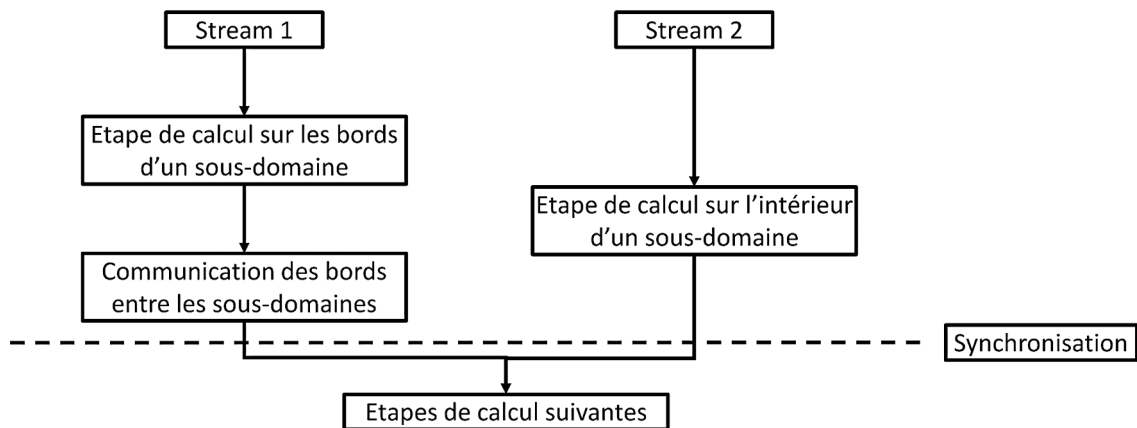 Stream 1
Stream 2
Etape de calcul sur les bords
d’un sous-domaine
Etape de calcul sur l’intérieur
d’un sous-domaine
Communication des bords
entre les sous-domaines
Synchronisation
Etapes de calcul suivantes